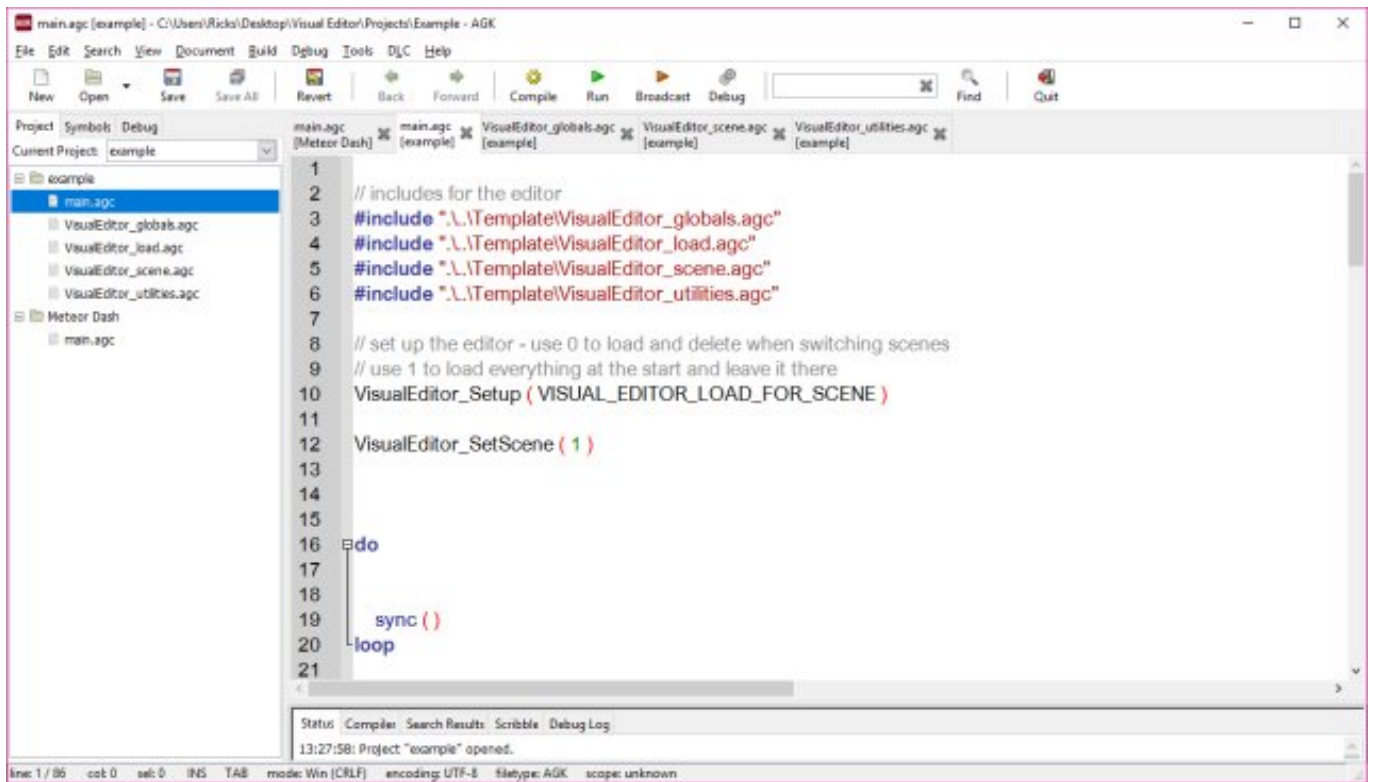 main.agc [example] - C:\Users\Ricks\Desktop\Visual Editor\Projects\Example - AGK
File Edit Search View Document Build Debug Tools DLC Help
New Open Save Save All Revert Back Forward Compile Run Broadcast Debug Find Quit
Project Symbols Debug
Current Project: example
example
main.agc
VisualEditor_globals.agc
VisualEditor_load.agc
VisualEditor_scene.agc
VisualEditor_utilities.agc
Meteor Dash
main.agc
main.agc [Meteor Dash]
main.agc [example]
VisualEditor_globals.agc [example]
VisualEditor_scene.agc [example]
VisualEditor_utilities.agc [example]
1
2 // includes for the editor
3 #include ".\..\Template\VisualEditor_globals.agc"
4 #include ".\..\Template\VisualEditor_load.agc"
5 #include ".\..\Template\VisualEditor_scene.agc"
6 #include ".\..\Template\VisualEditor_utilities.agc"
7
8 // set up the editor - use 0 to load and delete when switching scenes
9 // use 1 to load everything at the start and leave it there
10 VisualEditor_Setup ( VISUAL_EDITOR_LOAD_FOR_SCENE )
11
12 VisualEditor_SetScene ( 1 )
13
14
15
16 do
17
18
19 sync ( )
20 loop
21
Status Compiler Search Results Scribble Debug Log
13:27:58: Project "example" opened.
line: 1 / 86 col: 0 sel: 0 INS TAB mode: Win (CRLF) encoding: UTF-8 filetype: AGK scope: unknown